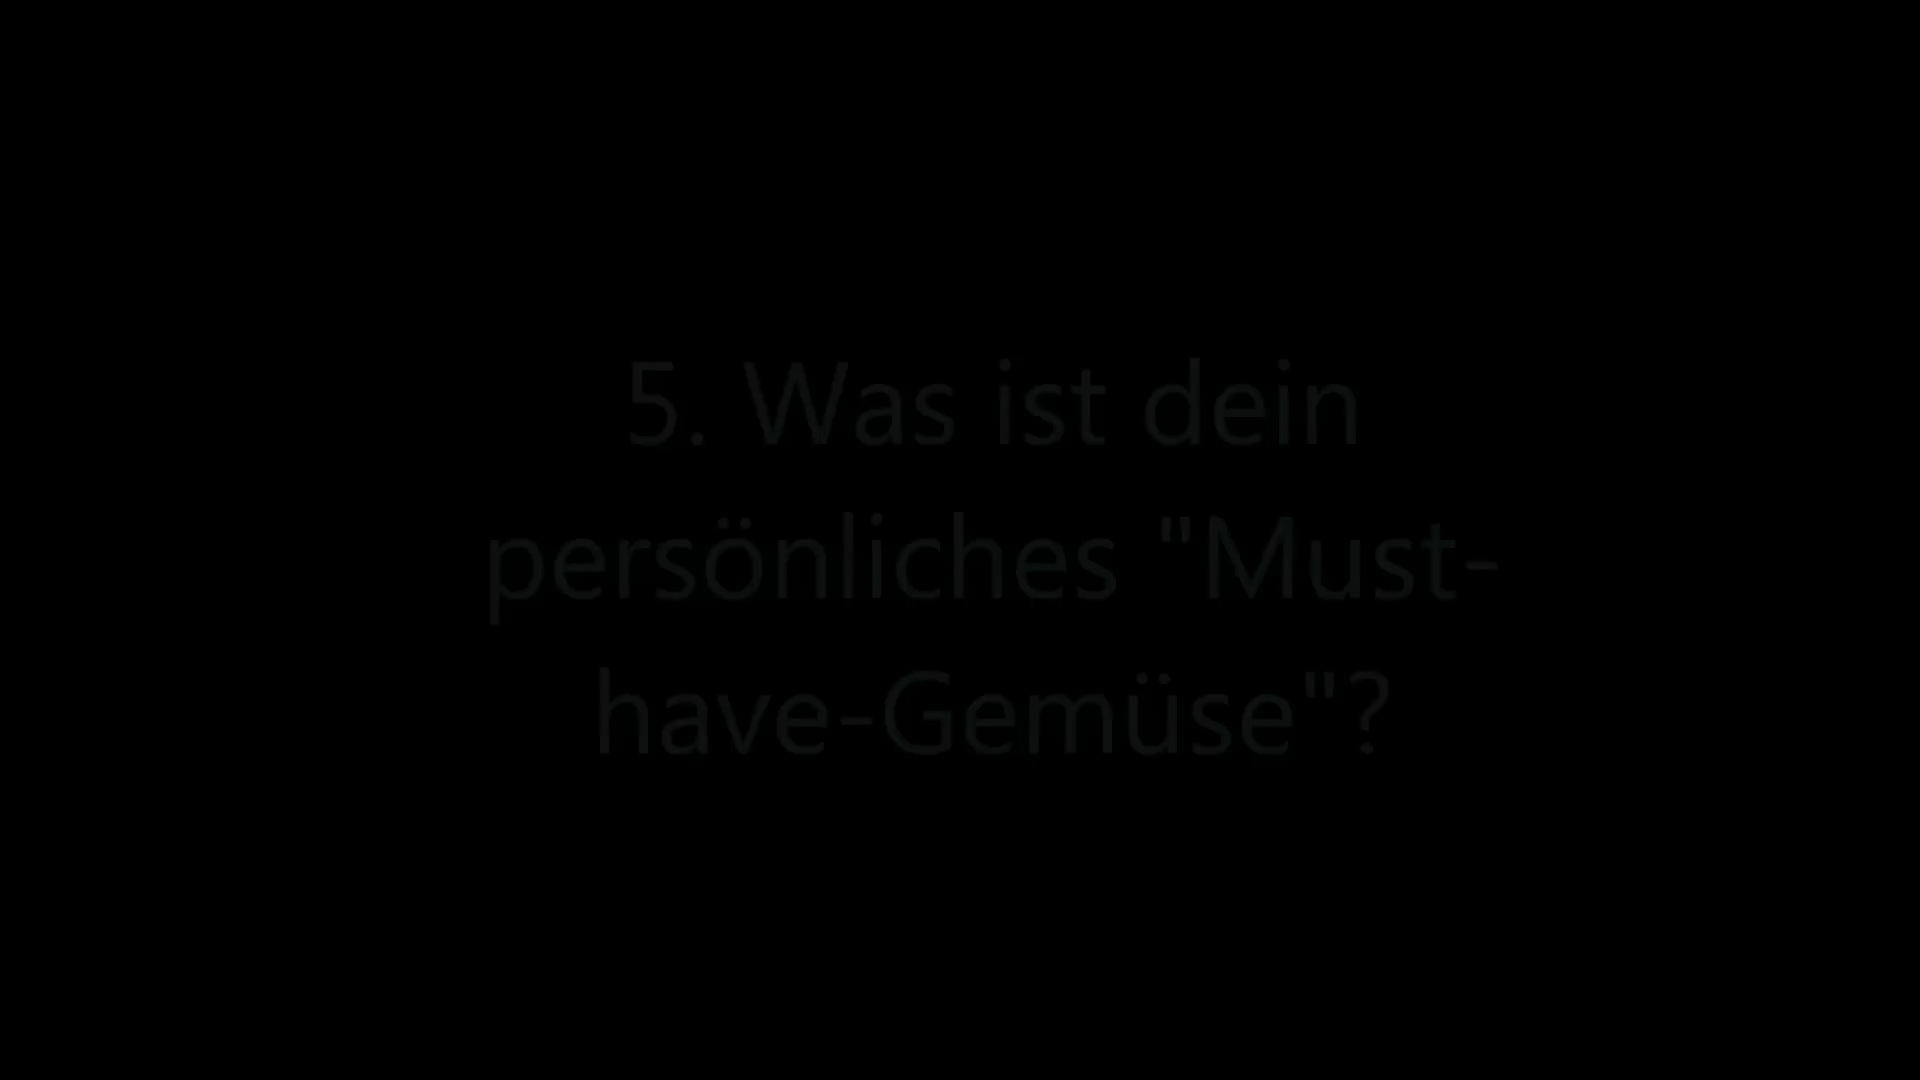 5. Was ist dein
persönliches "Must-
have-Gemüse"?